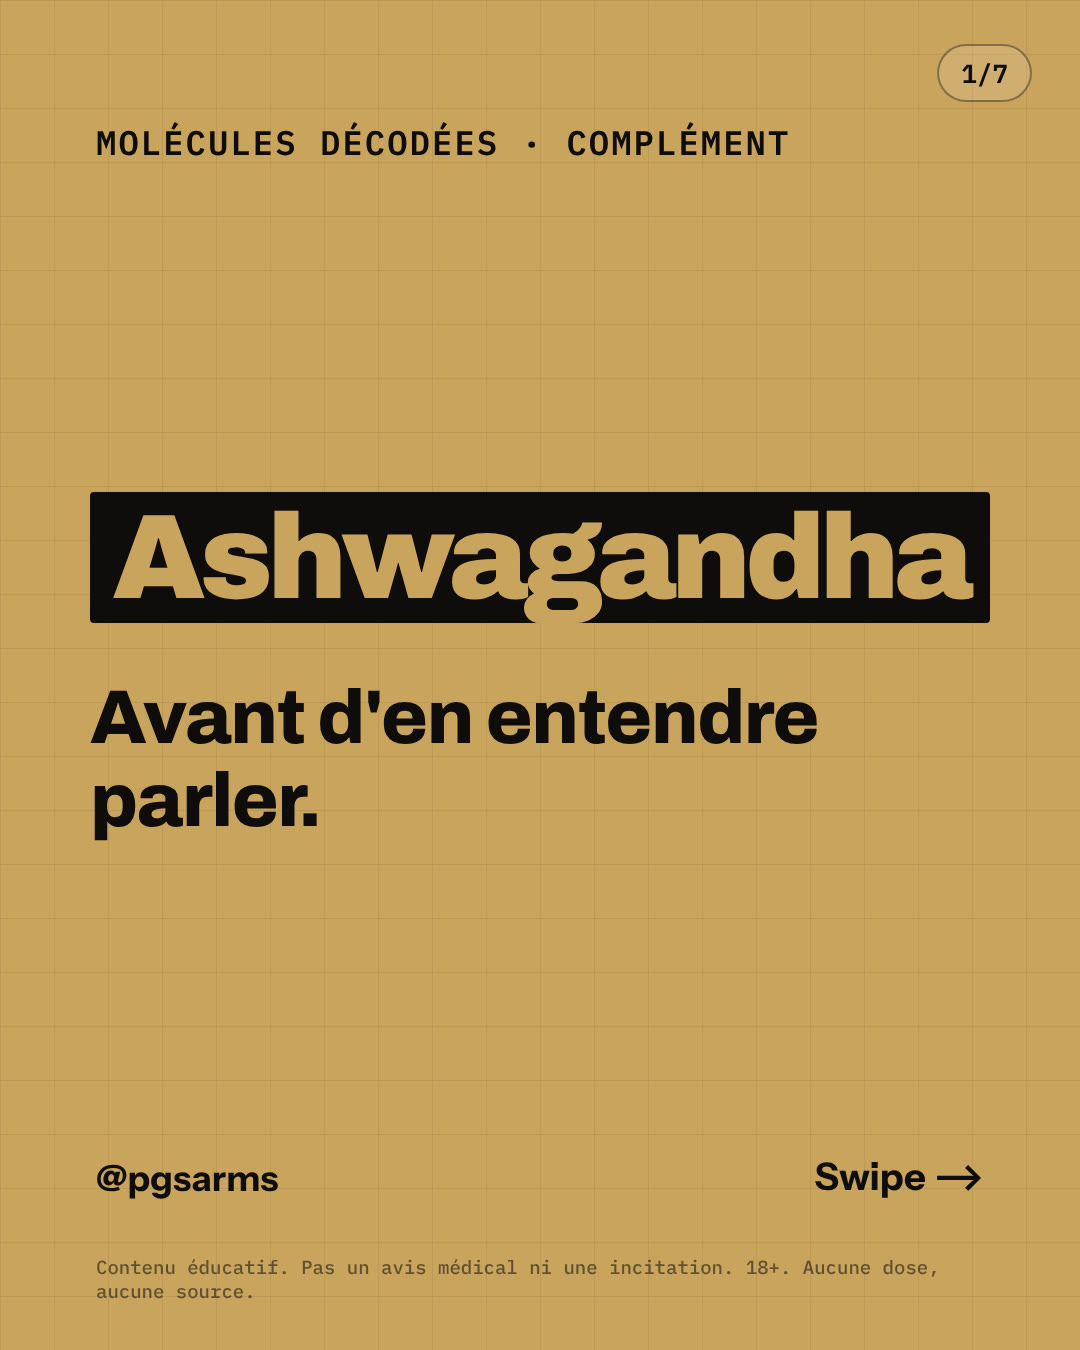 1/7
MOLÉCULES DÉCODÉES · COMPLÉMENT
Ashwagandha
Avant d'en entendre
parler.
@pgsarms
Swipe →
Contenu éducatif. Pas un avis médical ni une incitation. 18+. Aucune dose,
aucune source.